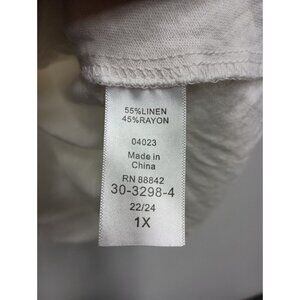 55%LINEN
45%RAYON
04023
Made in
China
RN 88842
30-3298-4
22/24
1X